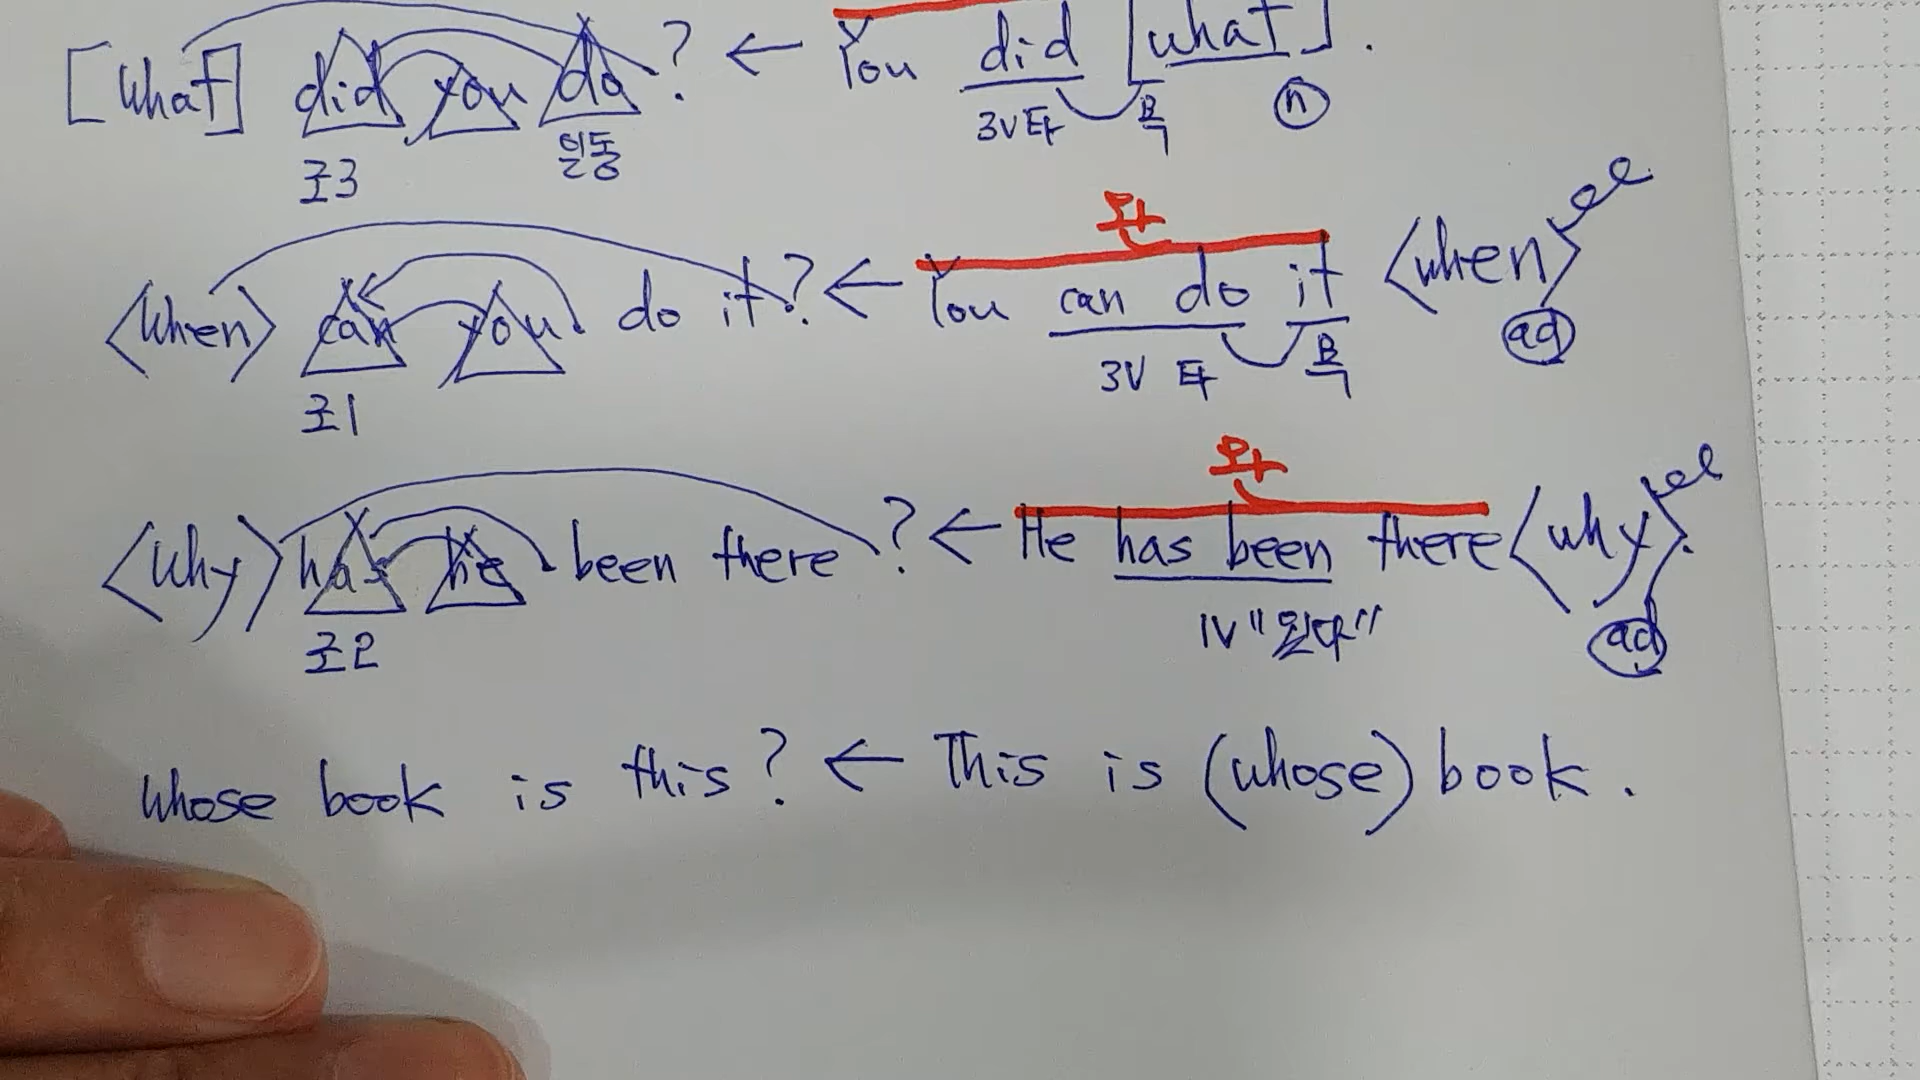 [What] did you do? ← You did [what].
3V타 목 n
조3 일동
완
<When> can you do it? ← You can do it <when>
3V 타 목 ad
조1
완
<Why> has he been there? ← He has been there <why>.
조2 1V "있다" ad
Whose book is this? ← This is (whose) book.